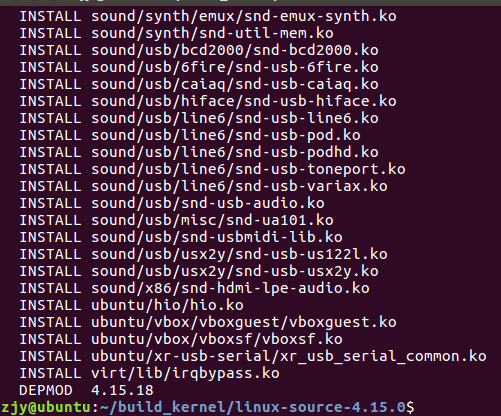 INSTALL sound/synth/emux/snd-emux-synth.ko
INSTALL sound/synth/snd-util-mem.ko
INSTALL sound/usb/bcd2000/snd-bcd2000.ko
INSTALL sound/usb/6fire/snd-usb-6fire.ko
INSTALL sound/usb/caiaq/snd-usb-caiaq.ko
INSTALL sound/usb/hiface/snd-usb-hiface.ko
INSTALL sound/usb/line6/snd-usb-line6.ko
INSTALL sound/usb/line6/snd-usb-pod.ko
INSTALL sound/usb/line6/snd-usb-podhd.ko
INSTALL sound/usb/line6/snd-usb-toneport.ko
INSTALL sound/usb/line6/snd-usb-variax.ko
INSTALL sound/usb/snd-usb-audio.ko
INSTALL sound/usb/misc/snd-ua101.ko
INSTALL sound/usb/snd-usbmidi-lib.ko
INSTALL sound/usb/usx2y/snd-usb-us122l.ko
INSTALL sound/usb/usx2y/snd-usb-usx2y.ko
INSTALL sound/x86/snd-hdmi-lpe-audio.ko
INSTALL ubuntu/hio/hio.ko
INSTALL ubuntu/vbox/vboxguest/vboxguest.ko
INSTALL ubuntu/vbox/vboxsf/vboxsf.ko
INSTALL ubuntu/xr-usb-serial/xr_usb_serial_common.ko
INSTALL virt/lib/irqbypass.ko
DEPMOD 4.15.18
zjy@ubuntu:~/build_kernel/linux-source-4.15.0$